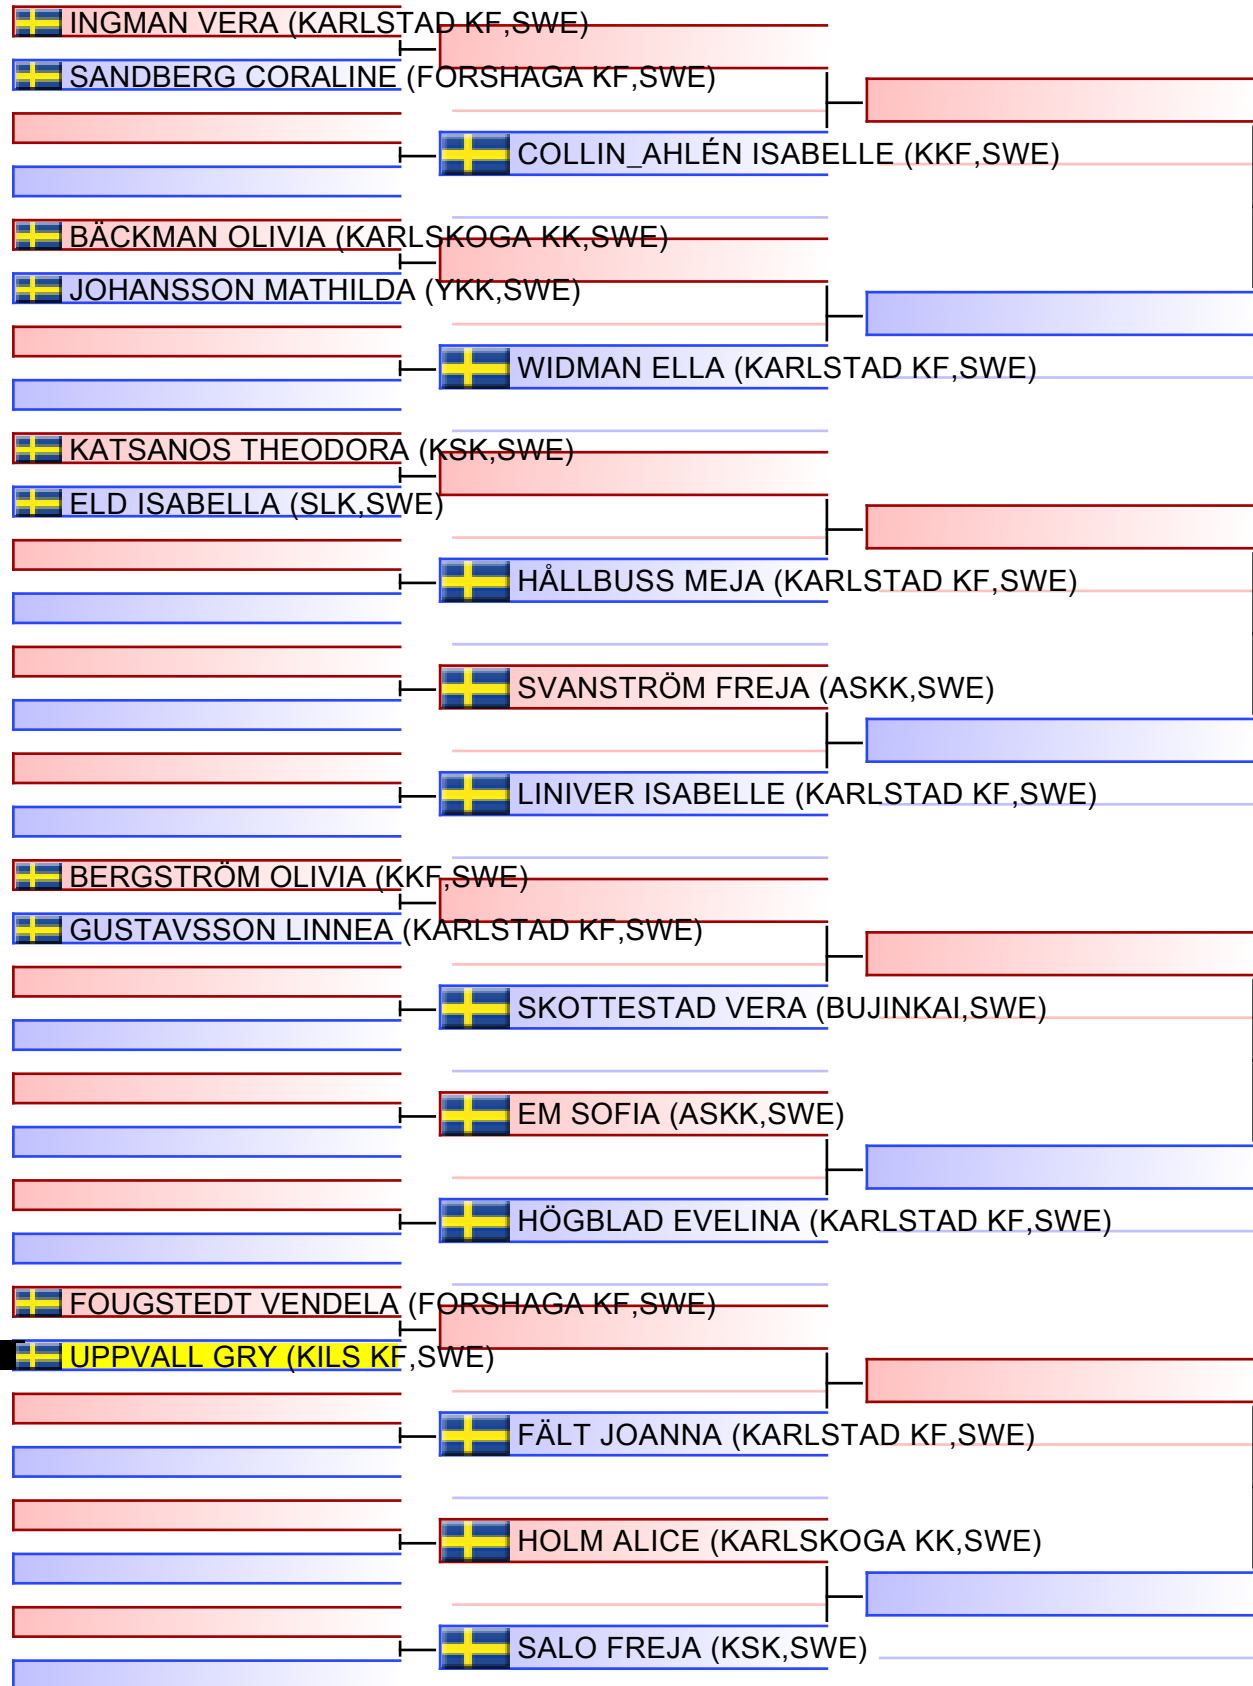 INGMAN VERA (KARLSTAD KF,SWE)
SANDBERG CORALINE (FORSHAGA KF,SWE)
COLLIN_AHLÉN ISABELLE (KKF,SWE)
BÄCKMAN OLIVIA (KARLSKOGA KK,SWE)
JOHANSSON MATHILDA (YKK,SWE)
WIDMAN ELLA (KARLSTAD KF,SWE)
KATSANOS THEODORA (KSK,SWE)
ELD ISABELLA (SLK,SWE)
HÅLLBUSS MEJA (KARLSTAD KF,SWE)
SVANSTRÖM FREJA (ASKK,SWE)
LINIVER ISABELLE (KARLSTAD KF,SWE)
BERGSTRÖM OLIVIA (KKF,SWE)
GUSTAVSSON LINNEA (KARLSTAD KF,SWE)
SKOTTESTAD VERA (BUJINKAI,SWE)
EM SOFIA (ASKK,SWE)
HÖGBLAD EVELINA (KARLSTAD KF,SWE)
FOUGSTEDT VENDELA (FORSHAGA KF,SWE)
UPPVALL GRY (KILS KF,SWE)
FÄLT JOANNA (KARLSTAD KF,SWE)
HOLM ALICE (KARLSKOGA KK,SWE)
SALO FREJA (KSK,SWE)